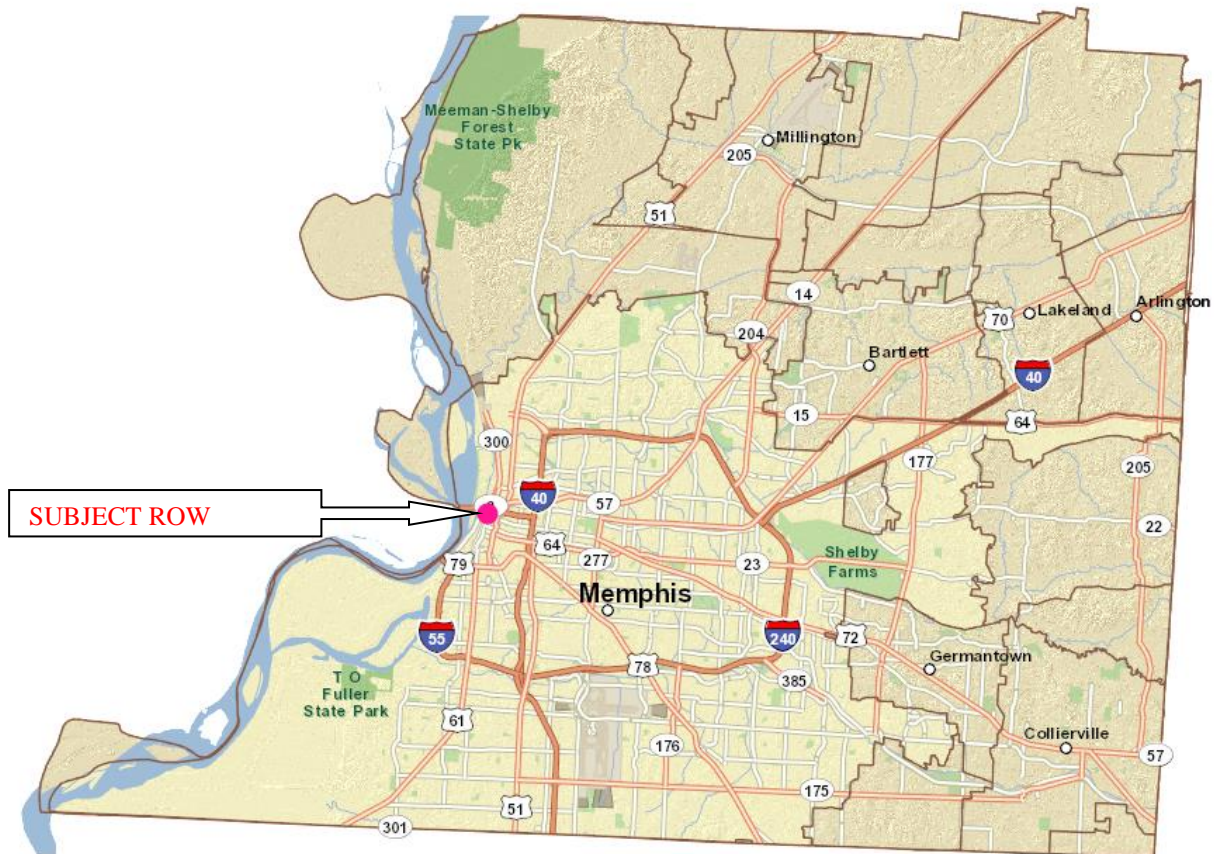 Meeman-Shelby
Forest
State Pk
Millington
205
51
14
Lakeland
Arlington
70
204
Bartlett
40
15
64
300
177
205
SUBJECT ROW
40
57
22
64
Shelby
Farms
79
277
23
Memphis
55
240
72
Germantown
78
T O
Fuller
State Park
385
61
Collierville
176
57
175
51
301